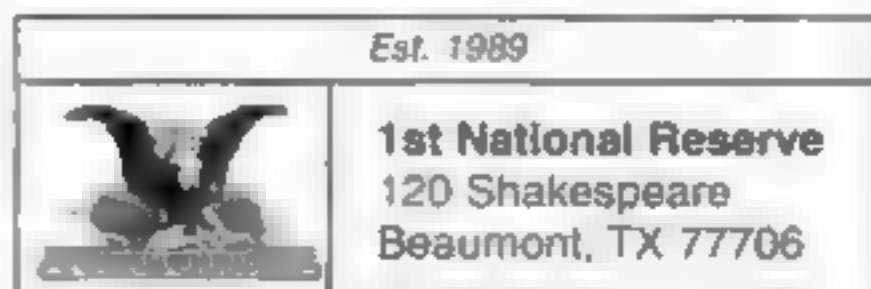 Est. 1989
1st National Reserve
120 Shakespeare
Beaumont, TX 77706